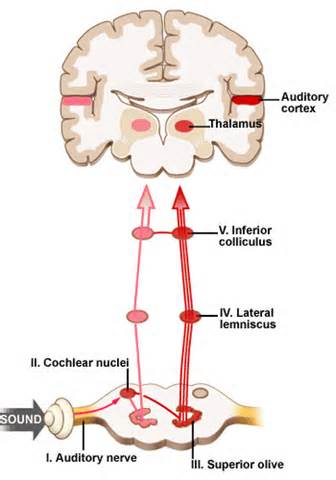 Auditory
cortex
Thalamus
V. Inferior
colliculus
IV. Lateral
lemniscus
II. Cochlear nuclei
SOUND
I. Auditory nerve
III. Superior olive